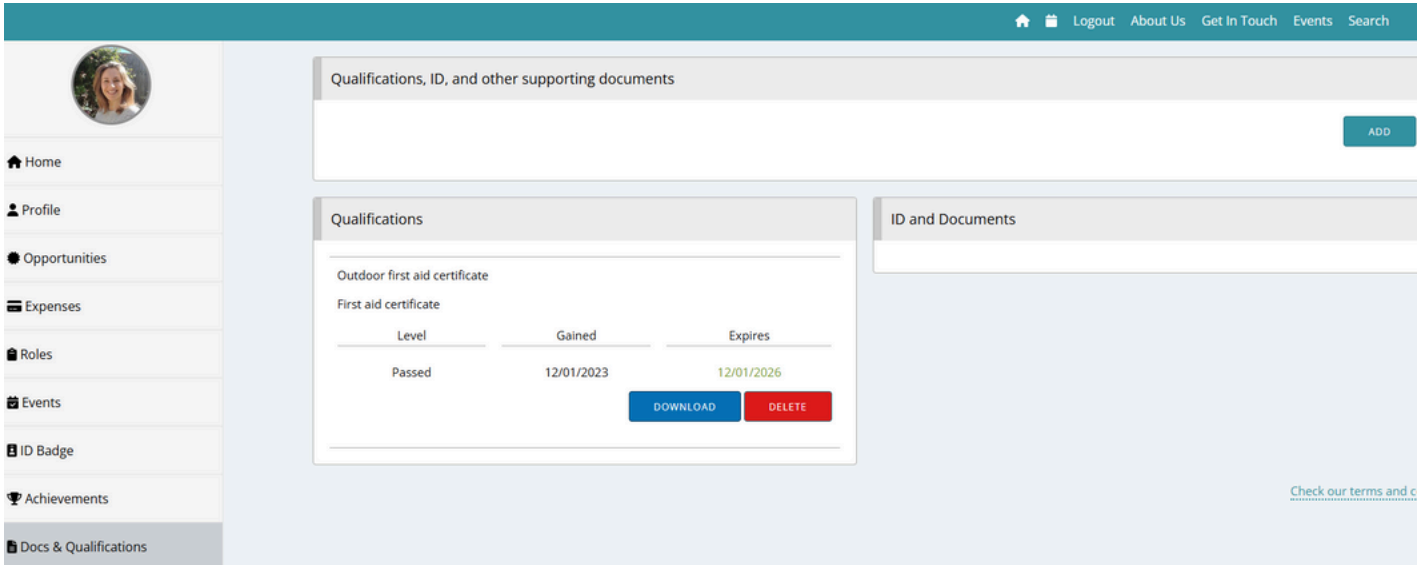 Logout About Us Get In Touch Events Search
Home
Profile
Opportunities
Expenses
Roles
Events
ID Badge
Achievements
Docs & Qualifications
Qualifications, ID, and other supporting documents
ADD
Qualifications
Outdoor first aid certificate
First aid certificate
Level Gained Expires
Passed 12/01/2023 12/01/2026
DOWNLOAD DELETE
ID and Documents
Check our terms and c